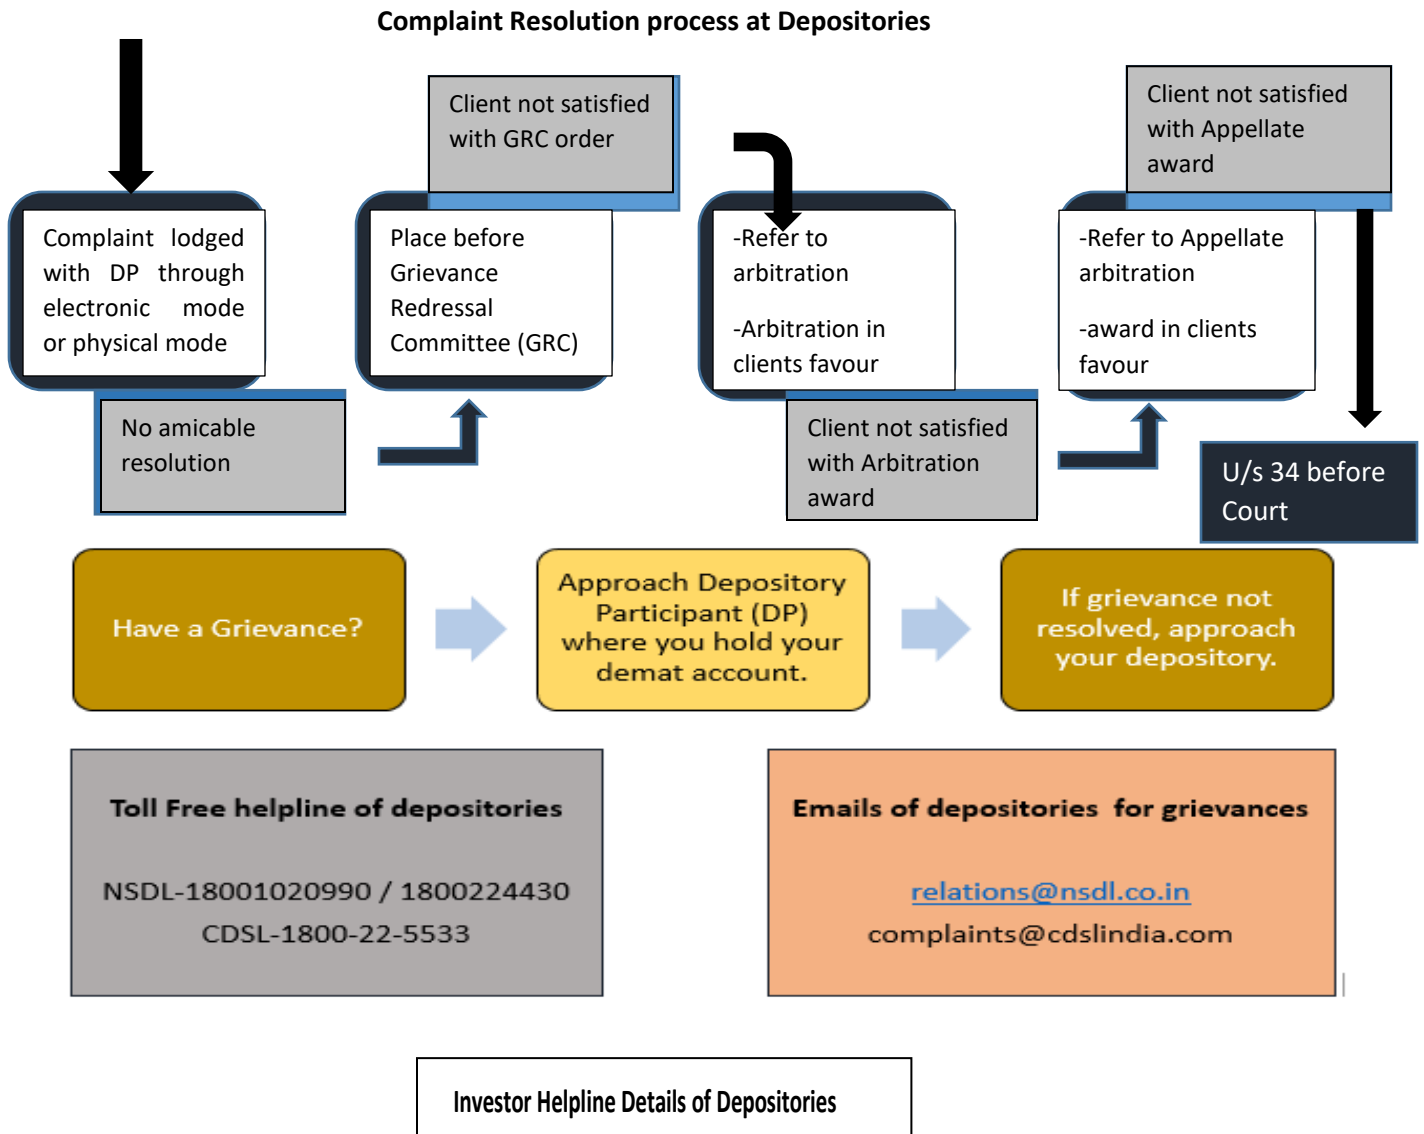 Complaint Resolution process at Depositories
Client not satisfied
with GRC order
Client not satisfied
with Appellate
award
Complaint lodged
with DP through
electronic mode
or physical mode
Place before
Grievance
Redressal
Committee (GRC)
-Refer to
arbitration
-Arbitration in
clients favour
-Refer to Appellate
arbitration
-award in clients
favour
No amicable
resolution
Client not satisfied
with Arbitration
award
U/s 34 before
Court
Have a Grievance?
Approach Depository
Participant (DP)
where you hold your
demat account.
If grievance not
resolved, approach
your depository.
Toll Free helpline of depositories
NSDL-18001020990 / 1800224430
CDSL-1800-22-5533
Emails of depositories for grievances
relations@nsdl.co.in
complaints@cdslindia.com
Investor Helpline Details of Depositories